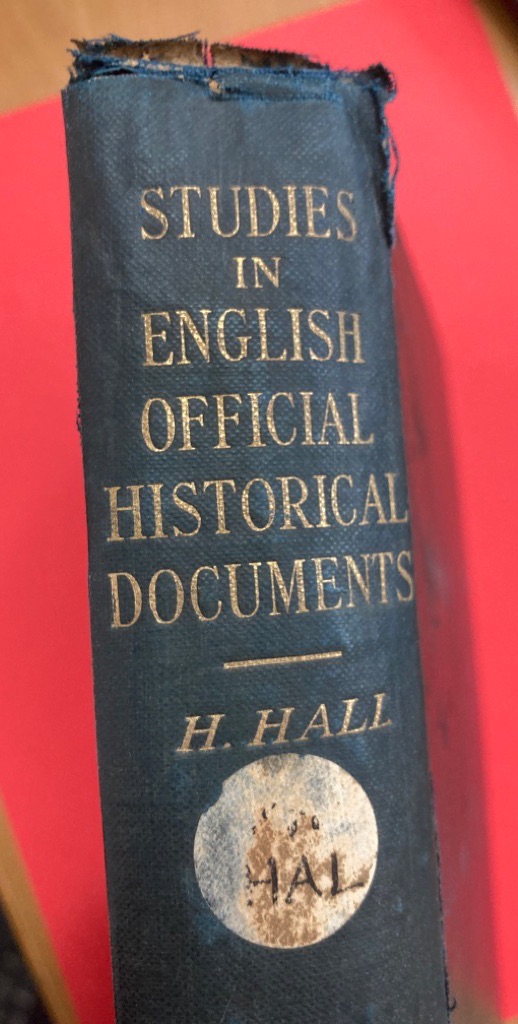 STUDIES
IN
ENGLISH
OFFICIAL
HISTORICAL
DOCUMENTS
H. HALL
HAL